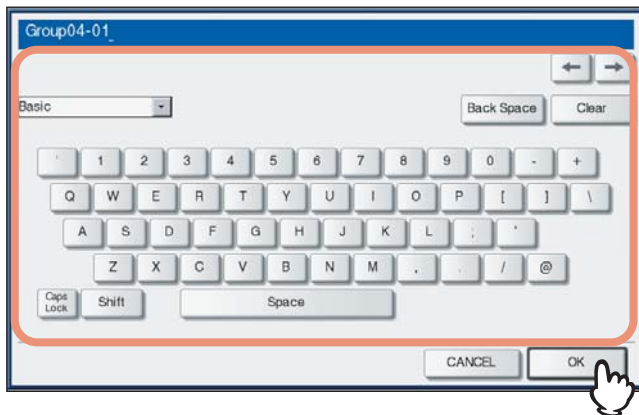 Group04-01_
← →
Basic Back Space Clear
' 1 2 3 4 5 6 7 8 9 0 - +
Q W E R T Y U I O P [ ] \
A S D F G H J K L ; '
Z X C V B N M , . / @
Caps Lock Shift Space
CANCEL OK